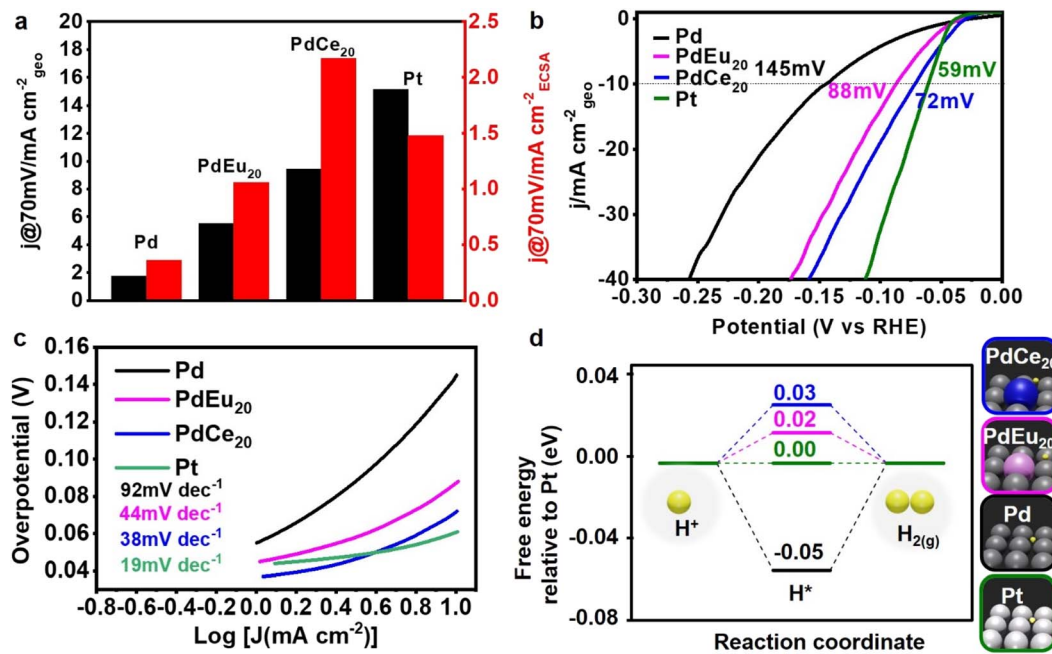 a
20
18
16
14
12
10
8
6
4
2
0
j@70mV/mA cm-2 geo
Pd
PdEu20
PdCe20
Pt
2.5
2.0
1.5
1.0
0.5
0.0
j@70mV/mA cm-2 ECSA
b
0
-10
-20
-30
-40
j/mA cm-2 geo
Pd
PdEu20
PdCe20
Pt
145mV
88mV
72mV
59mV
-0.30 -0.25 -0.20 -0.15 -0.10 -0.05 0.00
Potential (V vs RHE)
c
0.16
0.14
0.12
0.10
0.08
0.06
0.04
Overpotential (V)
Pd
PdEu20
PdCe20
Pt
92mV dec-1
44mV dec-1
38mV dec-1
19mV dec-1
-0.8 -0.6 -0.4 -0.2 0.0 0.2 0.4 0.6 0.8 1.0
Log [J(mA cm-2)]
d
0.04
0.00
-0.04
-0.08
Free energy
relative to Pt (eV)
0.03
0.02
0.00
-0.05
H+
H*
H2(g)
Reaction coordinate
PdCe20
PdEu20
Pd
Pt